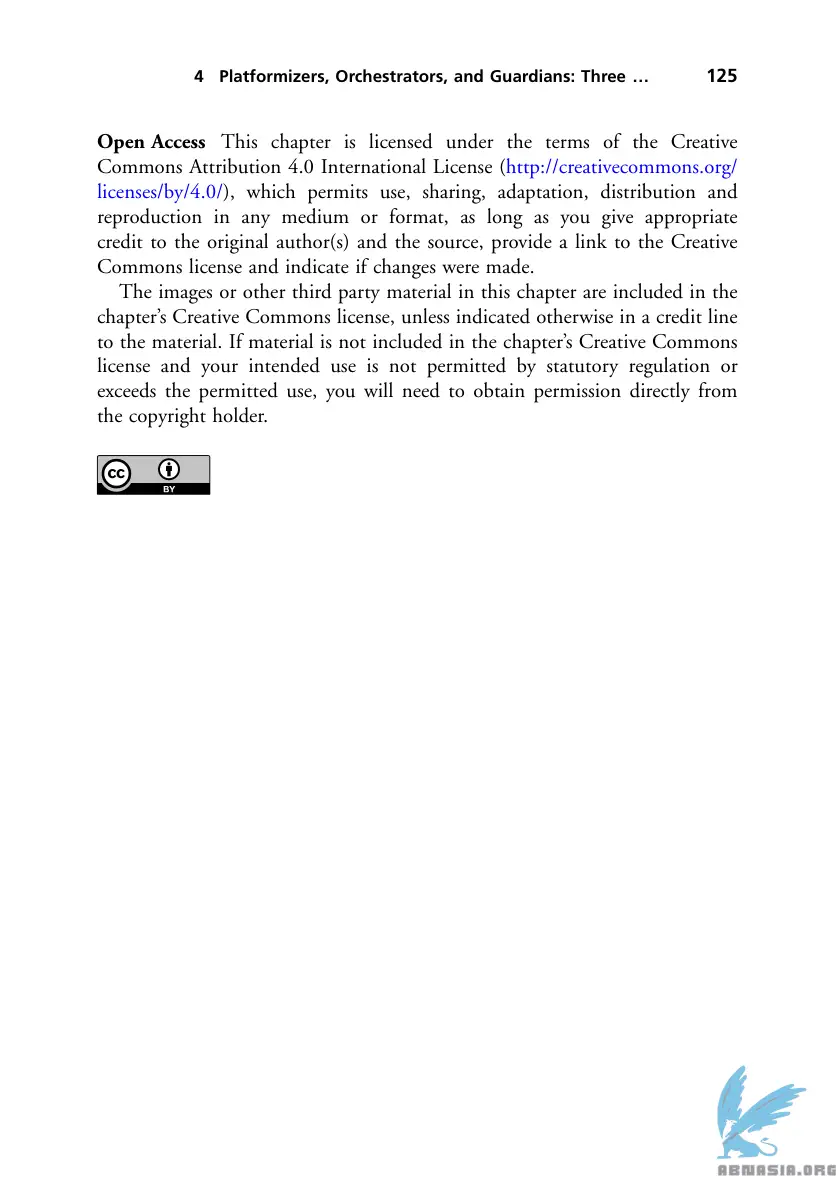 4 Platformizers, Orchestrators, and Guardians: Three … 125
Open Access This chapter is licensed under the terms of the Creative
Commons Attribution 4.0 International License (http://creativecommons.org/
licenses/by/4.0/), which permits use, sharing, adaptation, distribution and
reproduction in any medium or format, as long as you give appropriate
credit to the original author(s) and the source, provide a link to the Creative
Commons license and indicate if changes were made.
The images or other third party material in this chapter are included in the
chapter’s Creative Commons license, unless indicated otherwise in a credit line
to the material. If material is not included in the chapter’s Creative Commons
license and your intended use is not permitted by statutory regulation or
exceeds the permitted use, you will need to obtain permission directly from
the copyright holder.
cc
BY
ABNASIA.ORG